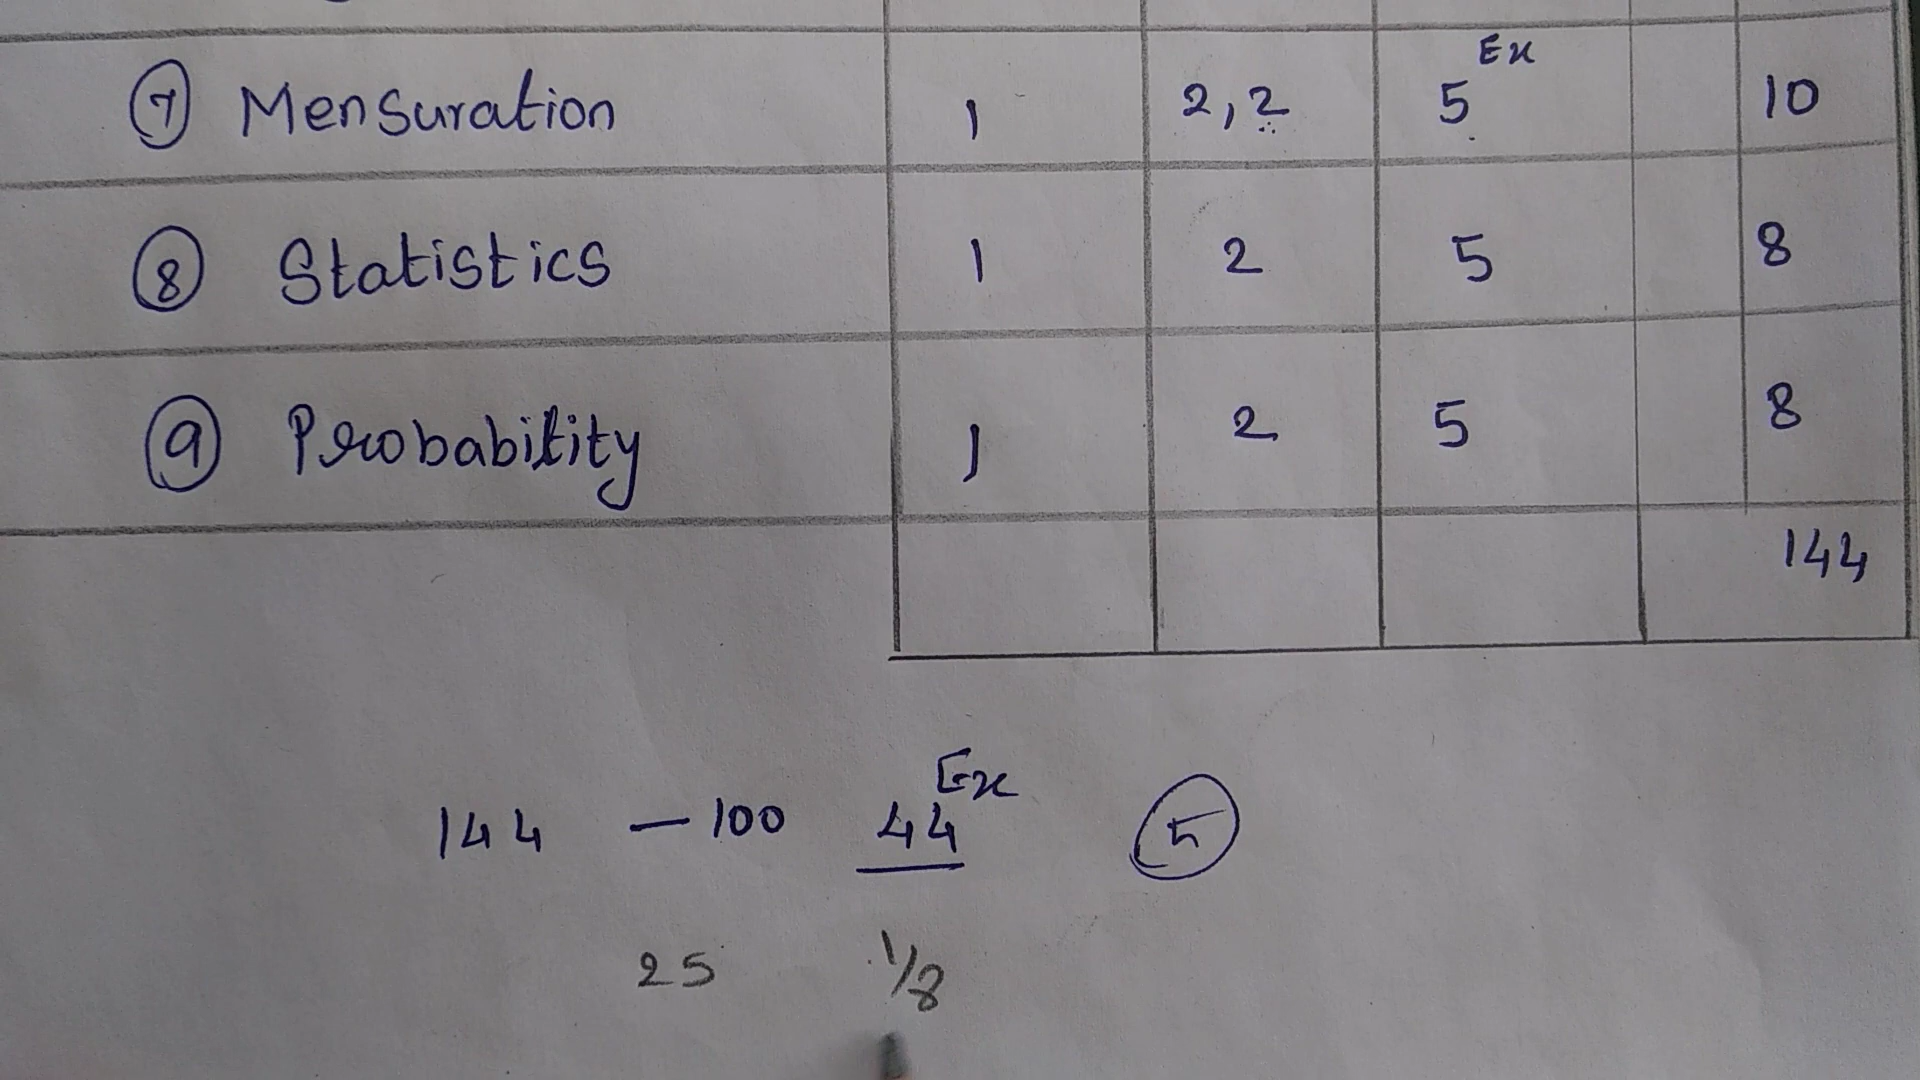 7 Mensuration 1 2,2 5 Ex 10
8 Statistics 1 2 5 8
9 Probability 1 2 5 8
144
144 — 100 44 Ex 5
25 1/8